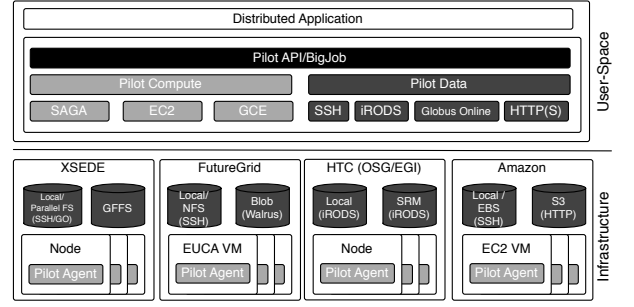 Distributed Application
Pilot API/BigJob
Pilot Compute
Pilot Data
SAGA
EC2
GCE
SSH
iRODS
Globus Online
HTTP(S)
User-Space
XSEDE
Local/
Parallel FS
(SSH/GO)
GFFS
Node
Pilot Agent
FutureGrid
Local/
NFS
(SSH)
Blob
(Walrus)
EUCA VM
Pilot Agent
HTC (OSG/EGI)
Local
(iRODS)
SRM
(iRODS)
Node
Pilot Agent
Amazon
Local /
EBS
(SSH)
S3
(HTTP)
EC2 VM
Pilot Agent
Infrastructure